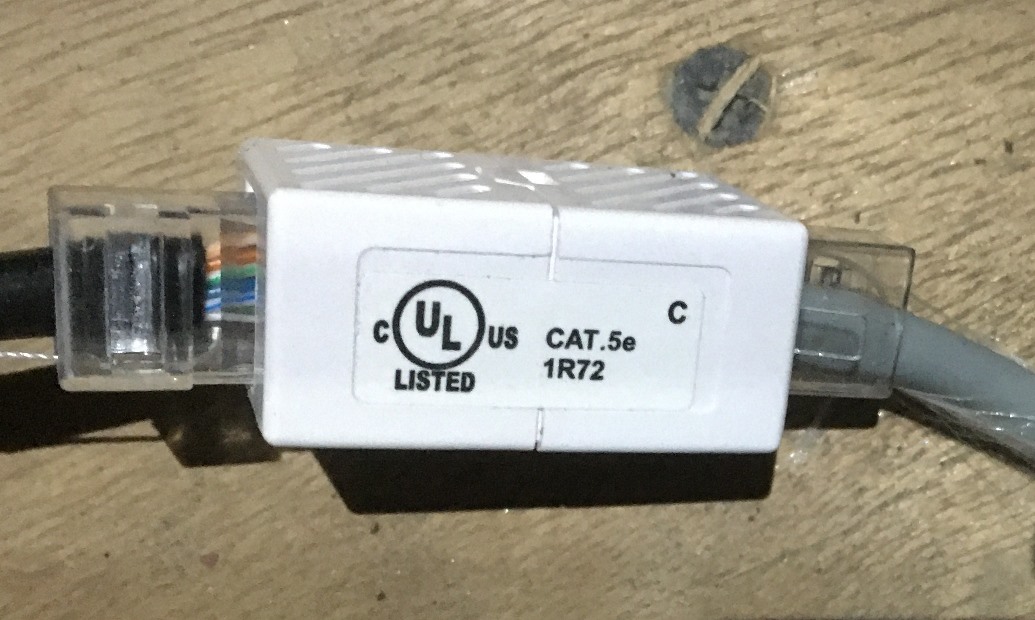 C UL US
LISTED
CAT.5e
1R72
C